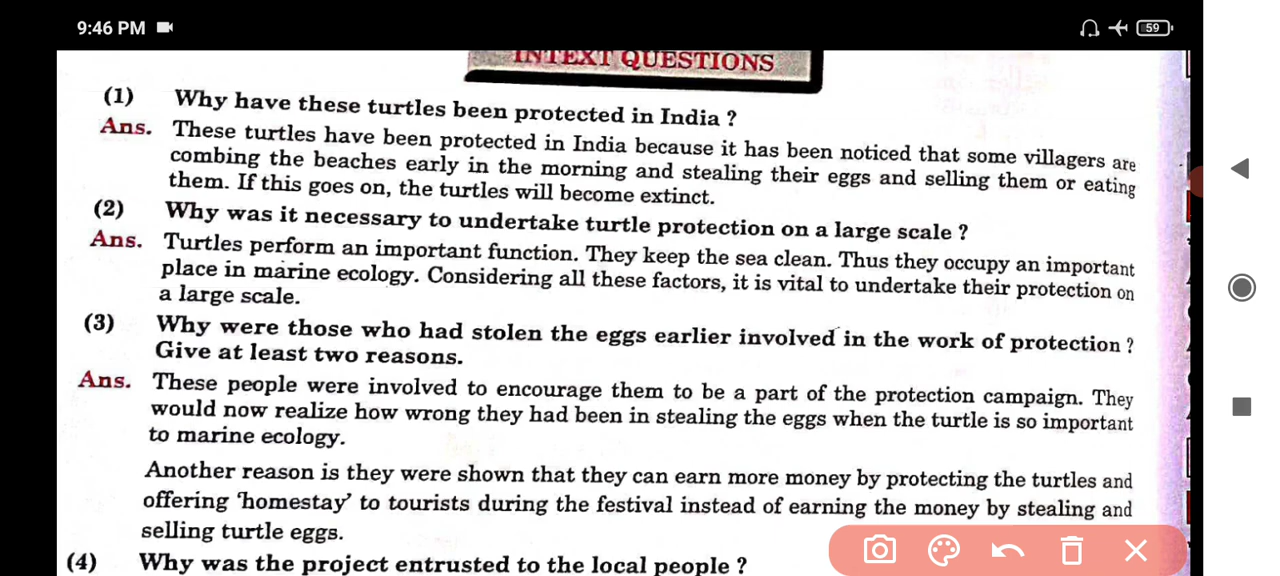 9:46 PM
59
INTEXT QUESTIONS
(1) Why have these turtles been protected in India ?
Ans. These turtles have been protected in India because it has been noticed that some villagers are
combing the beaches early in the morning and stealing their eggs and selling them or eating
them. If this goes on, the turtles will become extinct.
(2) Why was it necessary to undertake turtle protection on a large scale ?
Ans. Turtles perform an important function. They keep the sea clean. Thus they occupy an important
place in marine ecology. Considering all these factors, it is vital to undertake their protection on
a large scale.
(3) Why were those who had stolen the eggs earlier involved in the work of protection ?
Give at least two reasons.
Ans. These people were involved to encourage them to be a part of the protection campaign. They
would now realize how wrong they had been in stealing the eggs when the turtle is so important
to marine ecology.
Another reason is they were shown that they can earn more money by protecting the turtles and
offering 'homestay' to tourists during the festival instead of earning the money by stealing and
selling turtle eggs.
(4) Why was the project entrusted to the local people ?